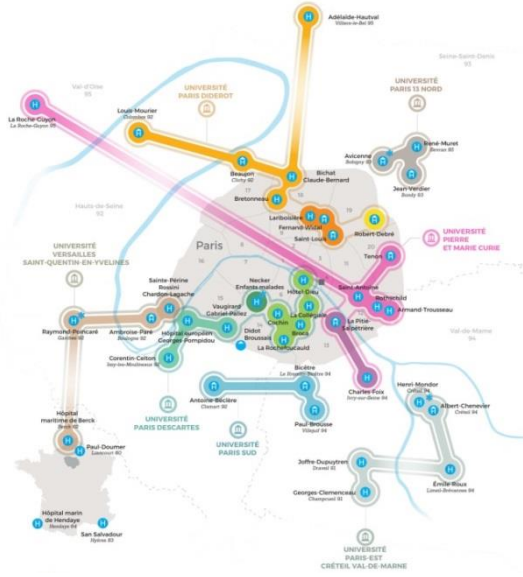 Adélaïde-Hautval
Villiers-le-Bel 95
Seine-Saint-Denis
93
Val-d'Oise
95
UNIVERSITÉ
PARIS DIDEROT
UNIVERSITÉ
PARIS 13 NORD
La Roche-Guyon
La Roche-Guyon 95
Louis-Mourier
Colombes 92
Avicenne
Bobigny 93
René-Muret
Sevran 93
Jean-Verdier
Bondy 93
Beaujon
Clichy 92
Bichat
Claude-Bernard
Bretonneau
Hauts-de-Seine
92
Lariboisière
Fernand-Widal
Saint-Louis
Robert-Debré
UNIVERSITÉ
PIERRE
ET MARIE CURIE
Paris
Tenon
UNIVERSITÉ
VERSAILLES
SAINT-QUENTIN-EN-YVELINES
Sainte-Périne
Rossini
Chardon-Lagache
Necker
Enfants-malades
Hôtel-Dieu
Saint-Antoine
Rothschild
Armand-Trousseau
Vaugirard
Gabriel-Pallez
La Collégiale
Cochin
Broca
La Pitié-
Salpêtrière
Raymond-Poincaré
Garches 92
Ambroise-Paré
Boulogne 92
Hôpital européen
Georges-Pompidou
Didot
Broussais
La Rochefoucauld
Val-de-Marne
94
Corentin-Celton
Issy-les-Moulineaux 92
Bicêtre
Le Kremlin-Bicêtre 94
Charles-Foix
Ivry-sur-Seine 94
Henri-Mondor
Créteil 94
Albert-Chenevier
Créteil 94
Antoine-Béclère
Clamart 92
Paul-Brousse
Villejuif 94
UNIVERSITÉ
PARIS DESCARTES
UNIVERSITÉ
PARIS SUD
Hôpital
maritime de Berck
Berck 62
Paul-Doumer
Liancourt 60
Joffre-Dupuytren
Draveil 91
Émile-Roux
Limeil-Brévannes 94
Georges-Clemenceau
Champcueil 91
Hôpital marin
de Hendaye
Hendaye 64
San Salvadour
Hyères 83
UNIVERSITÉ
PARIS-EST
CRÉTEIL VAL-DE-MARNE